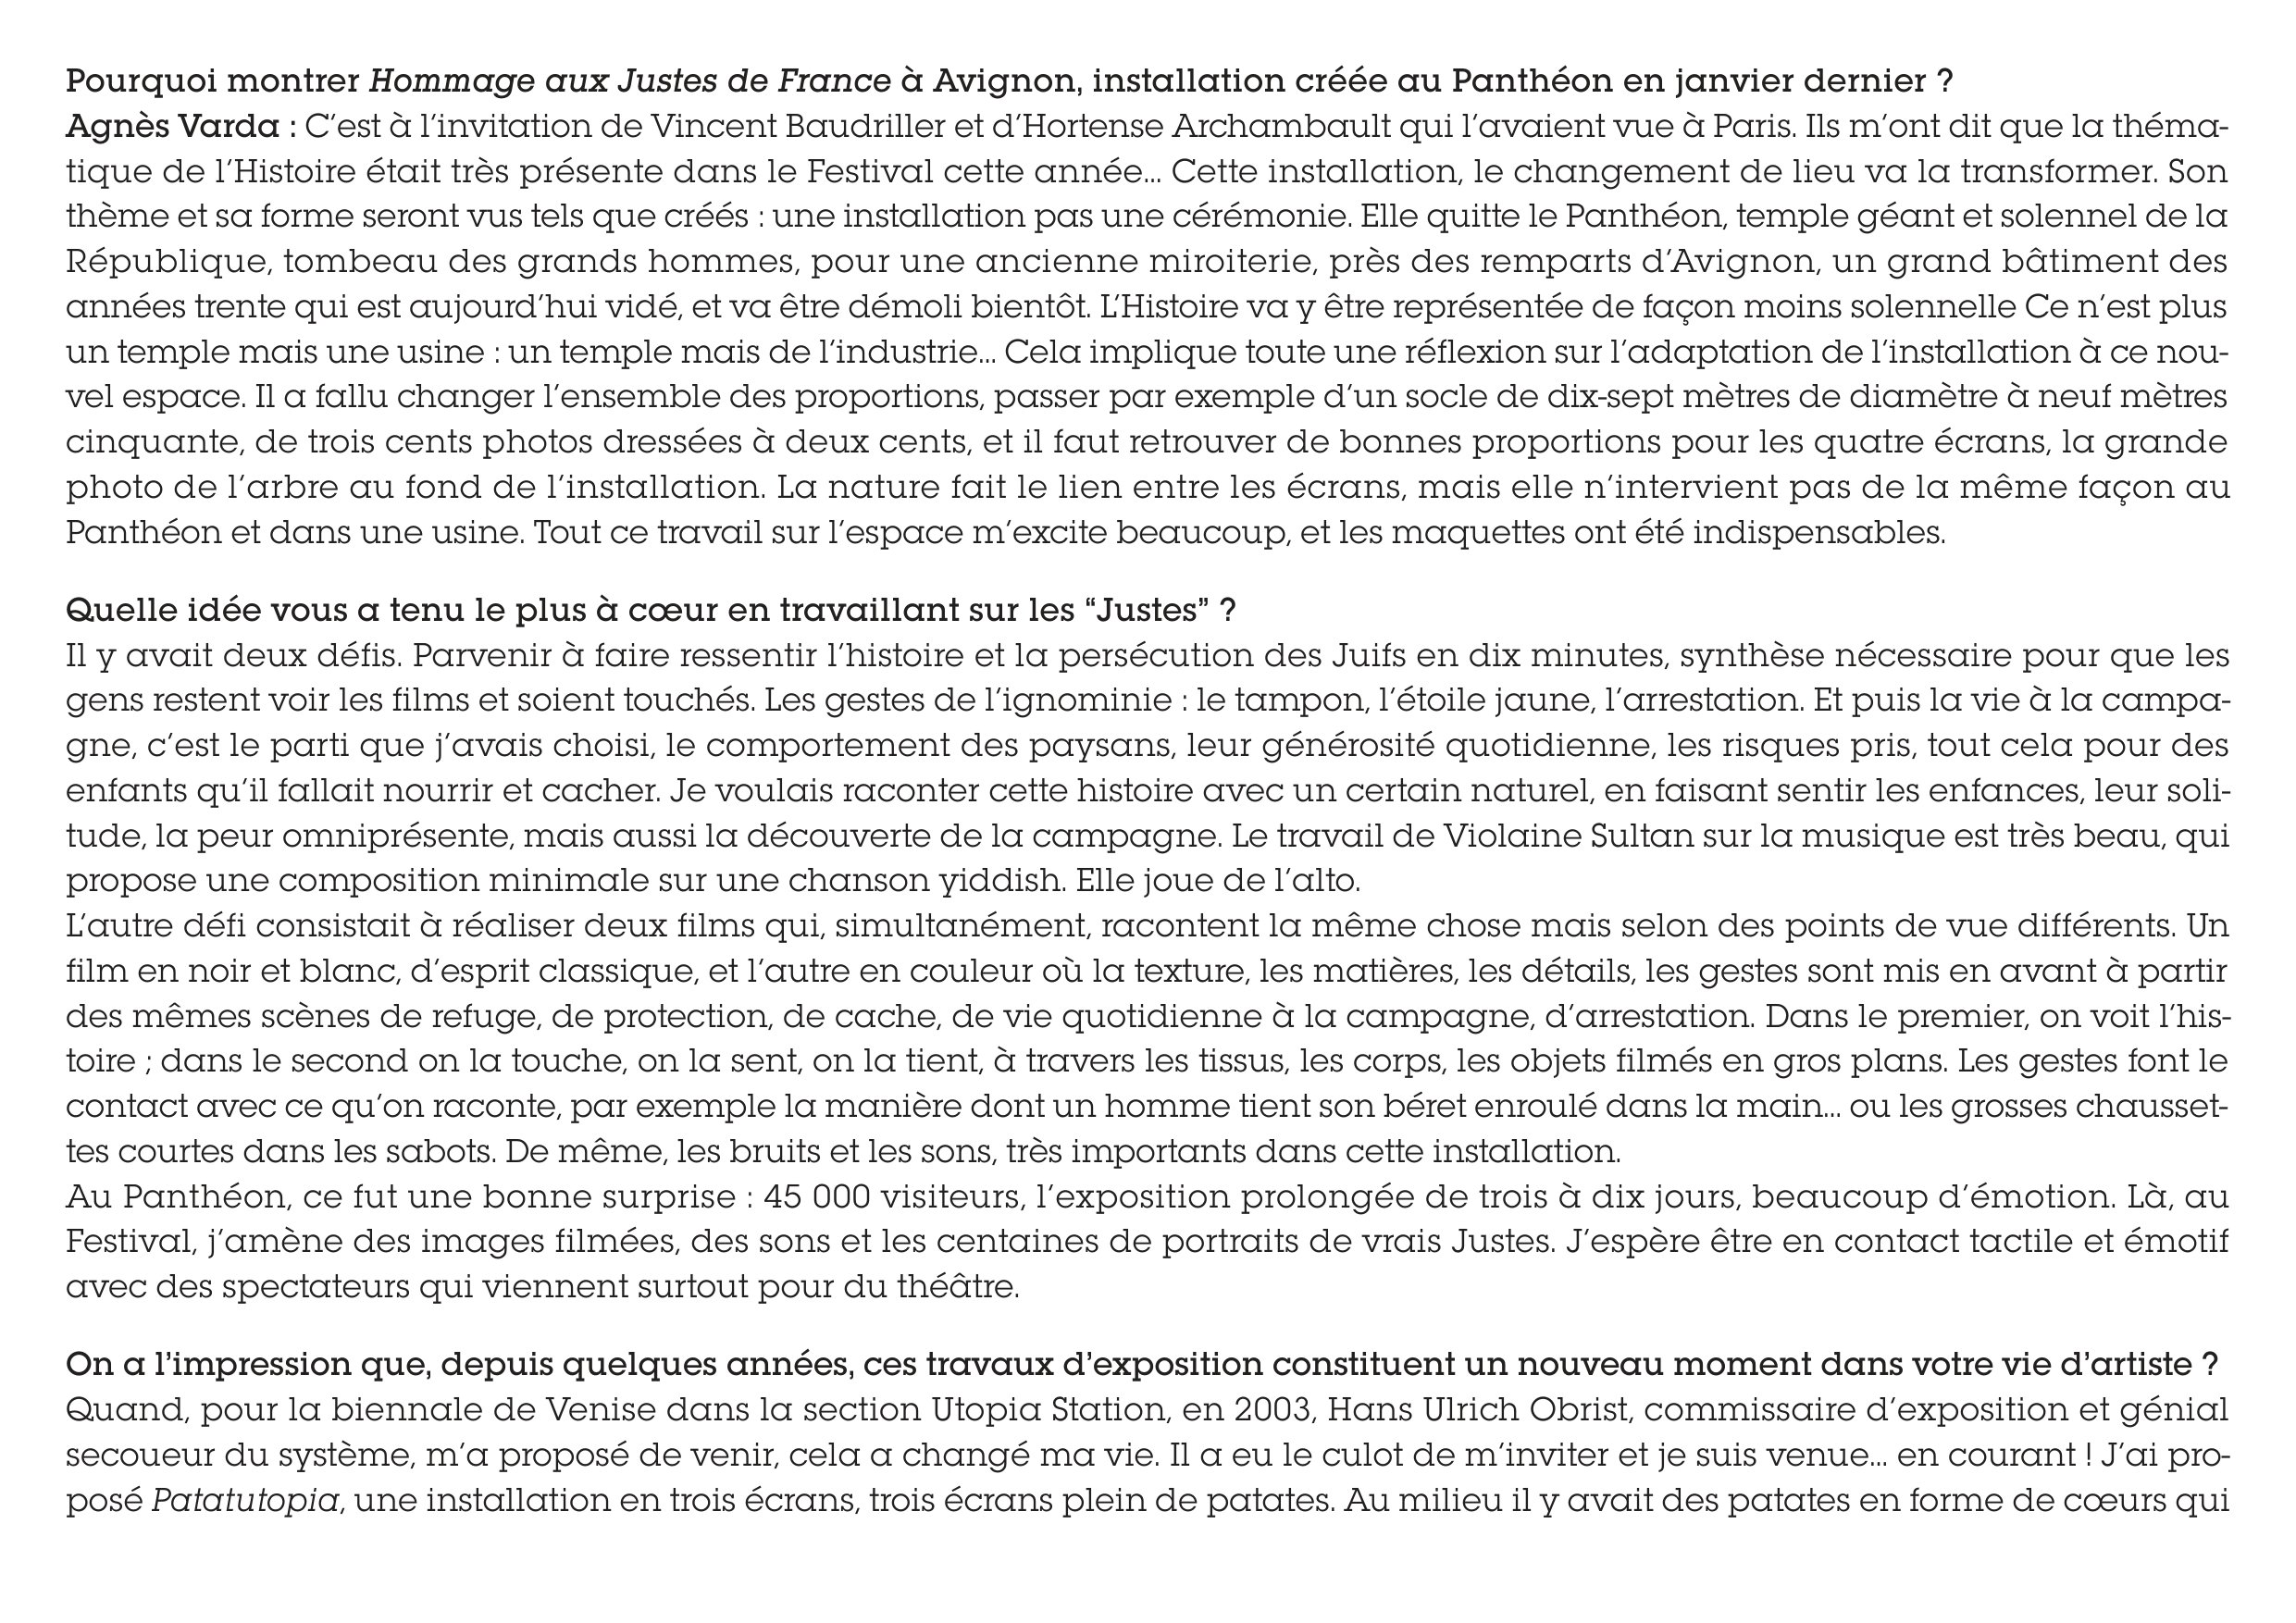 Pourquoi montrer Hommage aux Justes de France à Avignon, installation créée au Panthéon en janvier dernier ?
Agnès Varda : C’est à l’invitation de Vincent Baudriller et d’Hortense Archambault qui l’avaient vue à Paris. Ils m’ont dit que la théma-
tique de l’Histoire était très présente dans le Festival cette année... Cette installation, le changement de lieu va la transformer. Son
thème et sa forme seront vus tels que créés : une installation pas une cérémonie. Elle quitte le Panthéon, temple géant et solennel de la
République, tombeau des grands hommes, pour une ancienne miroiterie, près des remparts d’Avignon, un grand bâtiment des
années trente qui est aujourd’hui vidé, et va être démoli bientôt. L’Histoire va y être représentée de façon moins solennelle Ce n’est plus
un temple mais une usine : un temple mais de l’industrie... Cela implique toute une réflexion sur l’adaptation de l’installation à ce nou-
vel espace. Il a fallu changer l’ensemble des proportions, passer par exemple d’un socle de dix-sept mètres de diamètre à neuf mètres
cinquante, de trois cents photos dressées à deux cents, et il faut retrouver de bonnes proportions pour les quatre écrans, la grande
photo de l’arbre au fond de l’installation. La nature fait le lien entre les écrans, mais elle n’intervient pas de la même façon au
Panthéon et dans une usine. Tout ce travail sur l’espace m’excite beaucoup, et les maquettes ont été indispensables.
Quelle idée vous a tenu le plus à cœur en travaillant sur les “Justes” ?
Il y avait deux défis. Parvenir à faire ressentir l’histoire et la persécution des Juifs en dix minutes, synthèse nécessaire pour que les
gens restent voir les films et soient touchés. Les gestes de l’ignominie : le tampon, l’étoile jaune, l’arrestation. Et puis la vie à la campa-
gne, c’est le parti que j’avais choisi, le comportement des paysans, leur générosité quotidienne, les risques pris, tout cela pour des
enfants qu’il fallait nourrir et cacher. Je voulais raconter cette histoire avec un certain naturel, en faisant sentir les enfances, leur soli-
tude, la peur omniprésente, mais aussi la découverte de la campagne. Le travail de Violaine Sultan sur la musique est très beau, qui
propose une composition minimale sur une chanson yiddish. Elle joue de l’alto.
L’autre défi consistait à réaliser deux films qui, simultanément, racontent la même chose mais selon des points de vue différents. Un
film en noir et blanc, d’esprit classique, et l’autre en couleur où la texture, les matières, les détails, les gestes sont mis en avant à partir
des mêmes scènes de refuge, de protection, de cache, de vie quotidienne à la campagne, d’arrestation. Dans le premier, on voit l’his-
toire ; dans le second on la touche, on la sent, on la tient, à travers les tissus, les corps, les objets filmés en gros plans. Les gestes font le
contact avec ce qu’on raconte, par exemple la manière dont un homme tient son béret enroulé dans la main... ou les grosses chausset-
tes courtes dans les sabots. De même, les bruits et les sons, très importants dans cette installation.
Au Panthéon, ce fut une bonne surprise : 45 000 visiteurs, l’exposition prolongée de trois à dix jours, beaucoup d’émotion. Là, au
Festival, j’amène des images filmées, des sons et les centaines de portraits de vrais Justes. J’espère être en contact tactile et émotif
avec des spectateurs qui viennent surtout pour du théâtre.
On a l’impression que, depuis quelques années, ces travaux d’exposition constituent un nouveau moment dans votre vie d’artiste ?
Quand, pour la biennale de Venise dans la section Utopia Station, en 2003, Hans Ulrich Obrist, commissaire d’exposition et génial
secoueur du système, m’a proposé de venir, cela a changé ma vie. Il a eu le culot de m’inviter et je suis venue... en courant ! J’ai pro-
posé Patatutopia, une installation en trois écrans, trois écrans plein de patates. Au milieu il y avait des patates en forme de cœurs qui